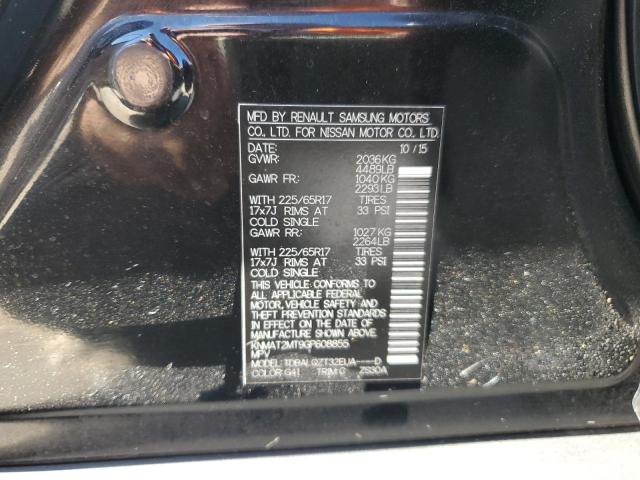 MFD BY RENAULT SAMSUNG MOTORS
CO., LTD. FOR NISSAN MOTOR CO., LTD.
DATE: 10/15
GVWR: 2036KG
4489LB
GAWR FR: 1040KG
2293LB
WITH 225/65R17 TIRES
17x7J RIMS AT 33 PSI
COLD SINGLE
GAWR RR: 1027KG
2264LB
WITH 225/65R17 TIRES
17x7J RIMS AT 33 PSI
COLD SINGLE
THIS VEHICLE CONFORMS TO
ALL APPLICABLE FEDERAL
MOTOR, VEHICLE SAFETY AND
THEFT PREVENTION STANDARDS
IN EFFECT ON THE DATE OF
MANUFACTURE SHOWN ABOVE.
KNMAT2MT9GP608855
MPV
MODEL: TDBALQZT32EUA----D
COLOR: G41 TRIM: G 7S30A